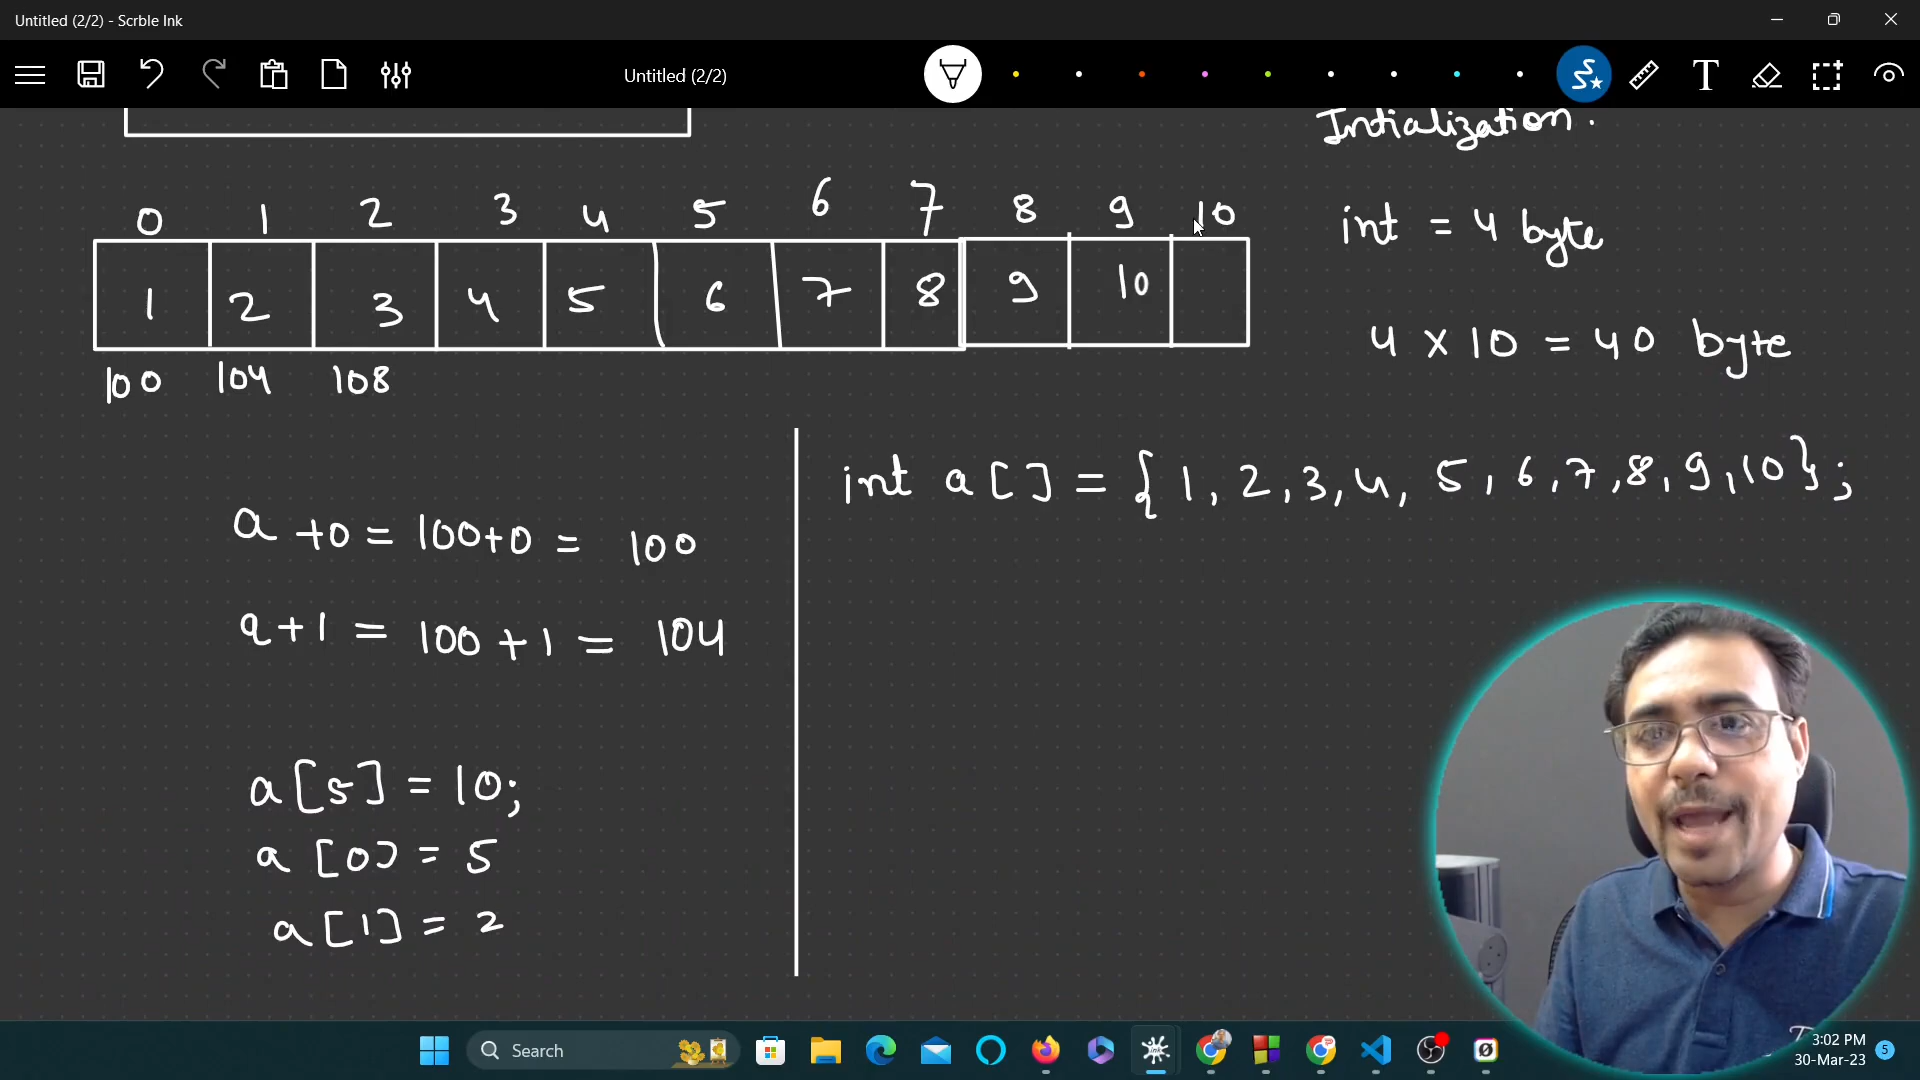 Untitled (2/2) - Scrble Ink
Untitled (2/2)
T
Intialization.
0 1 2 3 4 5 6 7 8 9 10
1 2 3 4 5 6 7 8 9 10
100 104 108
int = 4 byte
4 x 10 = 40 byte
int a[] = {1, 2, 3, 4, 5, 6, 7, 8, 9, 10};
a+0 = 100+0 = 100
a+1 = 100+1 = 104
a[5] = 10;
a[0) = 5
a[1] = 2
Search
3:02 PM
30-Mar-23
5